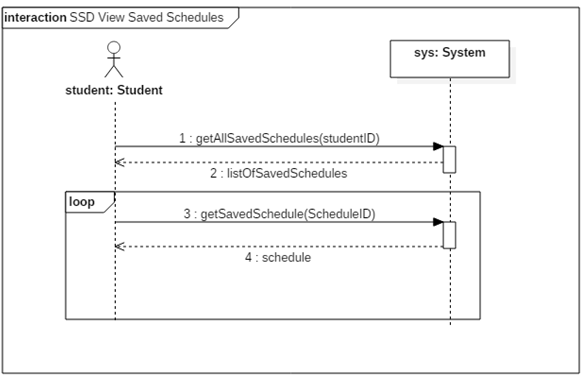 interaction SSD View Saved Schedules
sys: System
student: Student
1 : getAllSavedSchedules(studentID)
2 : listOfSavedSchedules
loop
3 : getSavedSchedule(ScheduleID)
4 : schedule